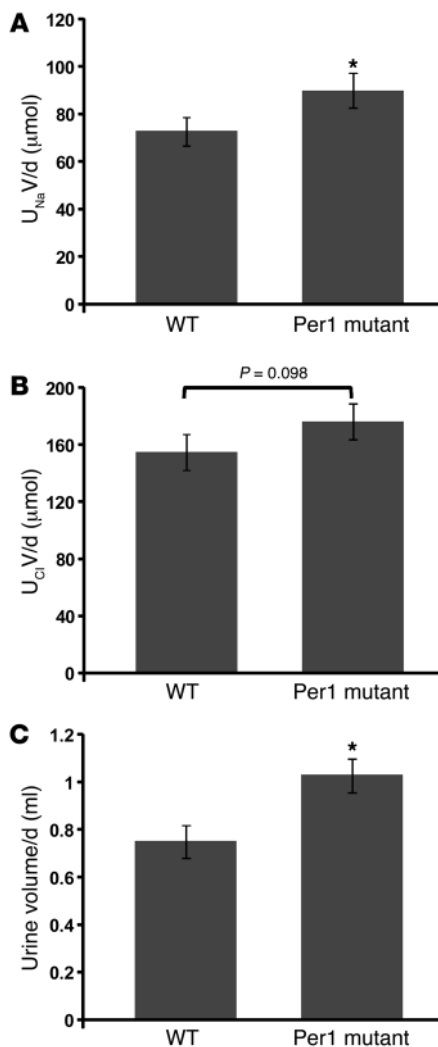 A
U_Na V/d (μmol)
120
100
80
60
40
20
0
*
WT Per1 mutant
B
U_Cl V/d (μmol)
200
160
120
80
40
0
P = 0.098
WT Per1 mutant
C
Urine volume/d (ml)
1.2
1
0.8
0.6
0.4
0.2
0
*
WT Per1 mutant